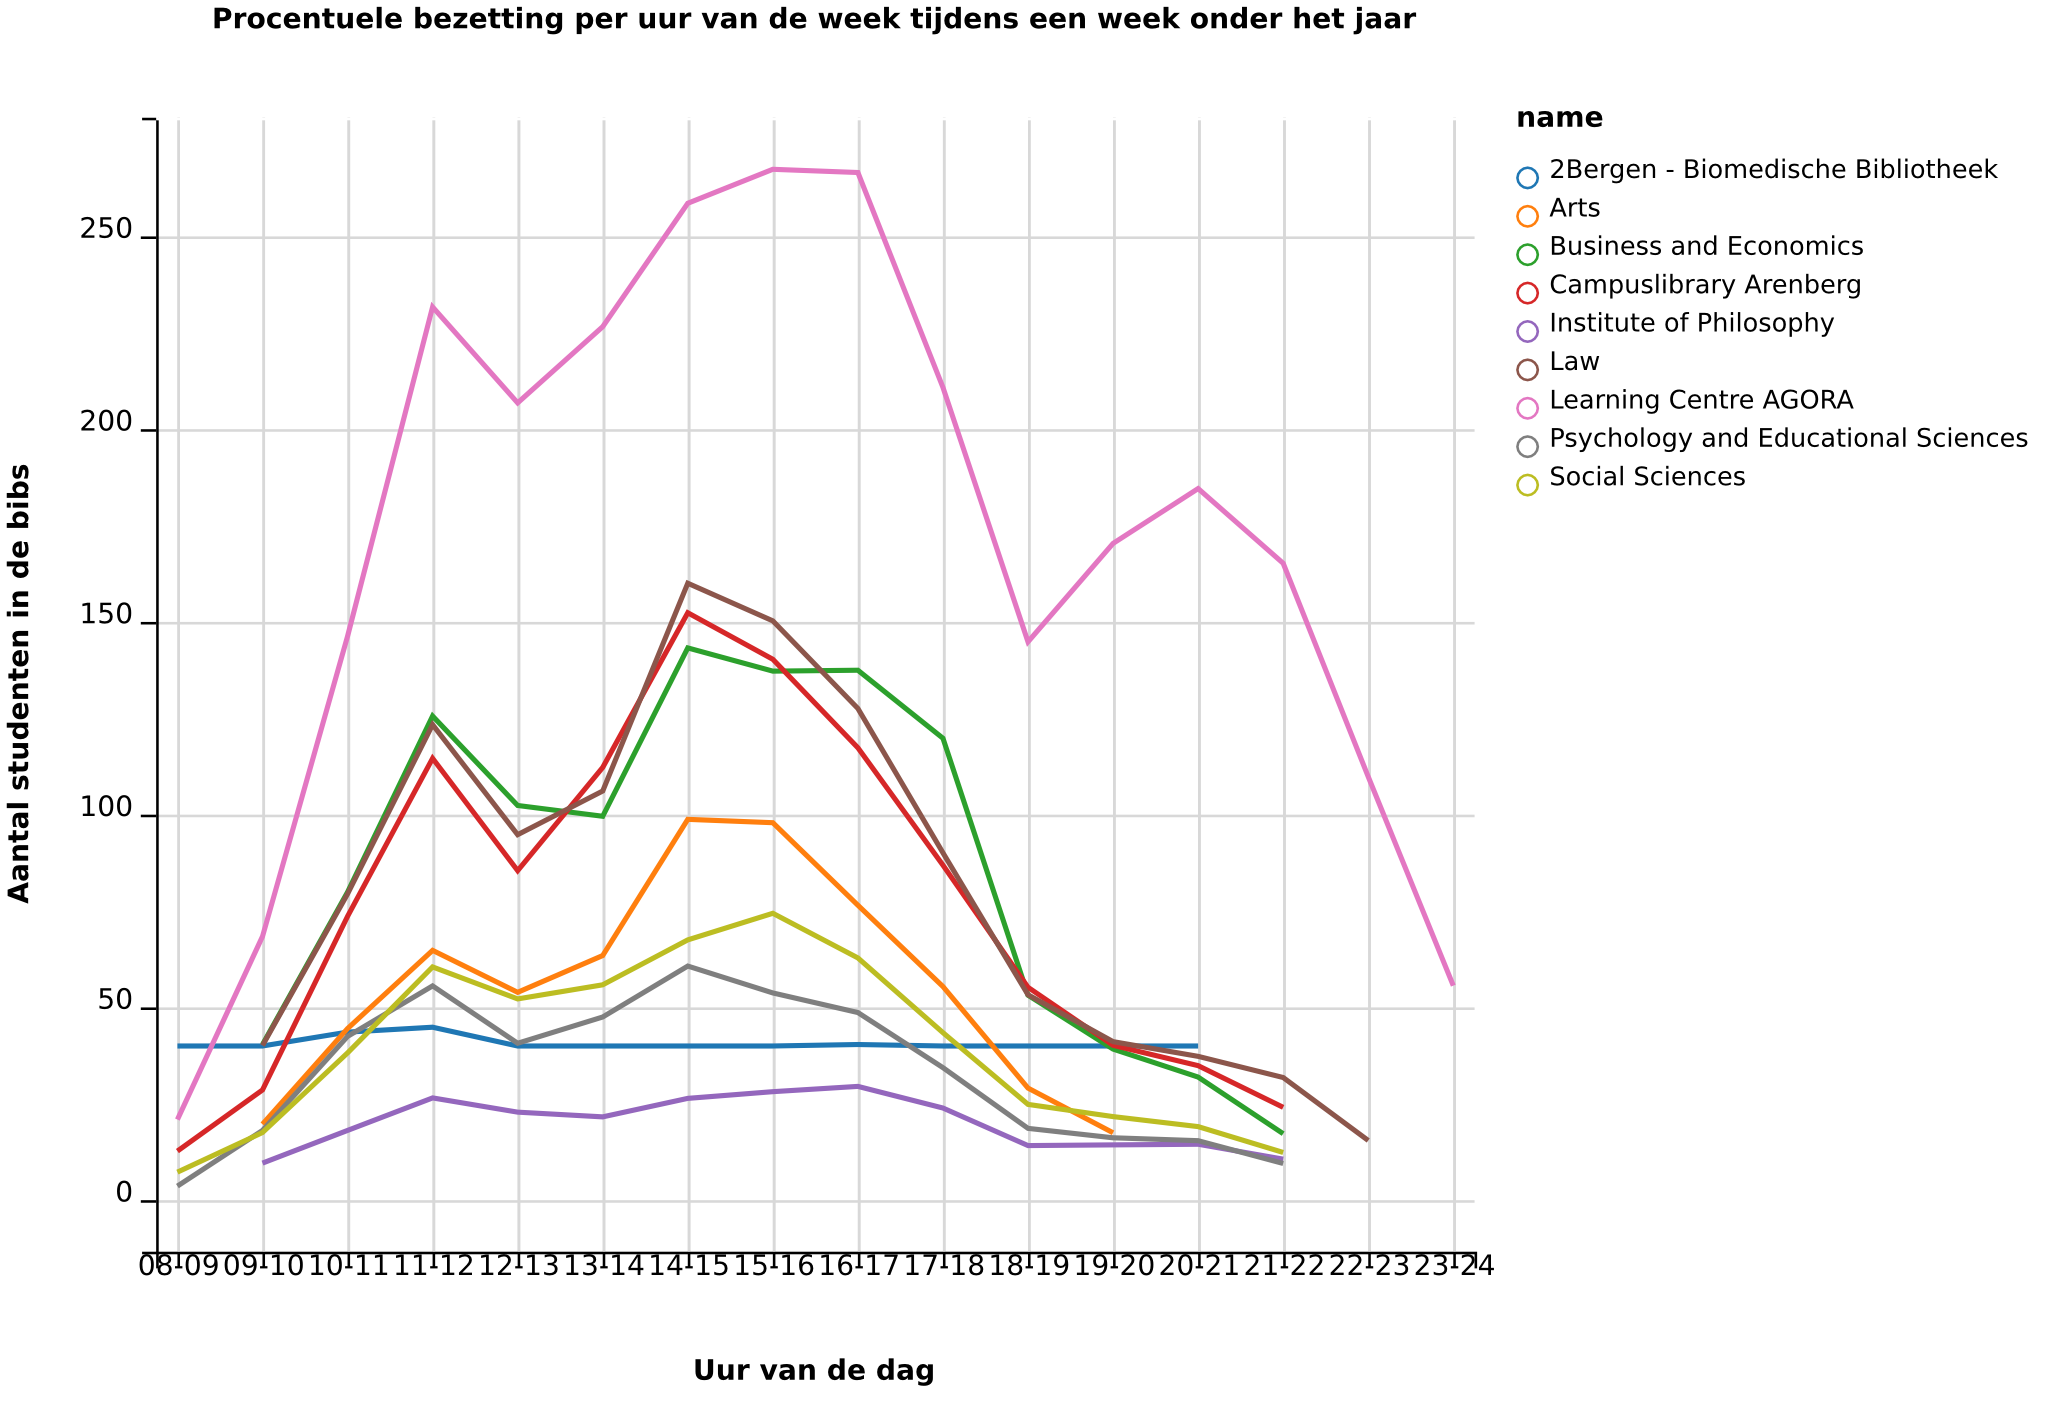 Procentuele bezetting per uur van de week tijdens een week onder het jaar
name
2Bergen - Biomedische Bibliotheek
Arts
Business and Economics
Campuslibrary Arenberg
Institute of Philosophy
Law
Learning Centre AGORA
Psychology and Educational Sciences
Social Sciences
Aantal studenten in de bibs
250
200
150
100
50
0
08-09 09-10 10-11 11-12 12-13 13-14 14-15 15-16 16-17 17-18 18-19 19-20 20-21 21-22 22-23 23-24
Uur van de dag